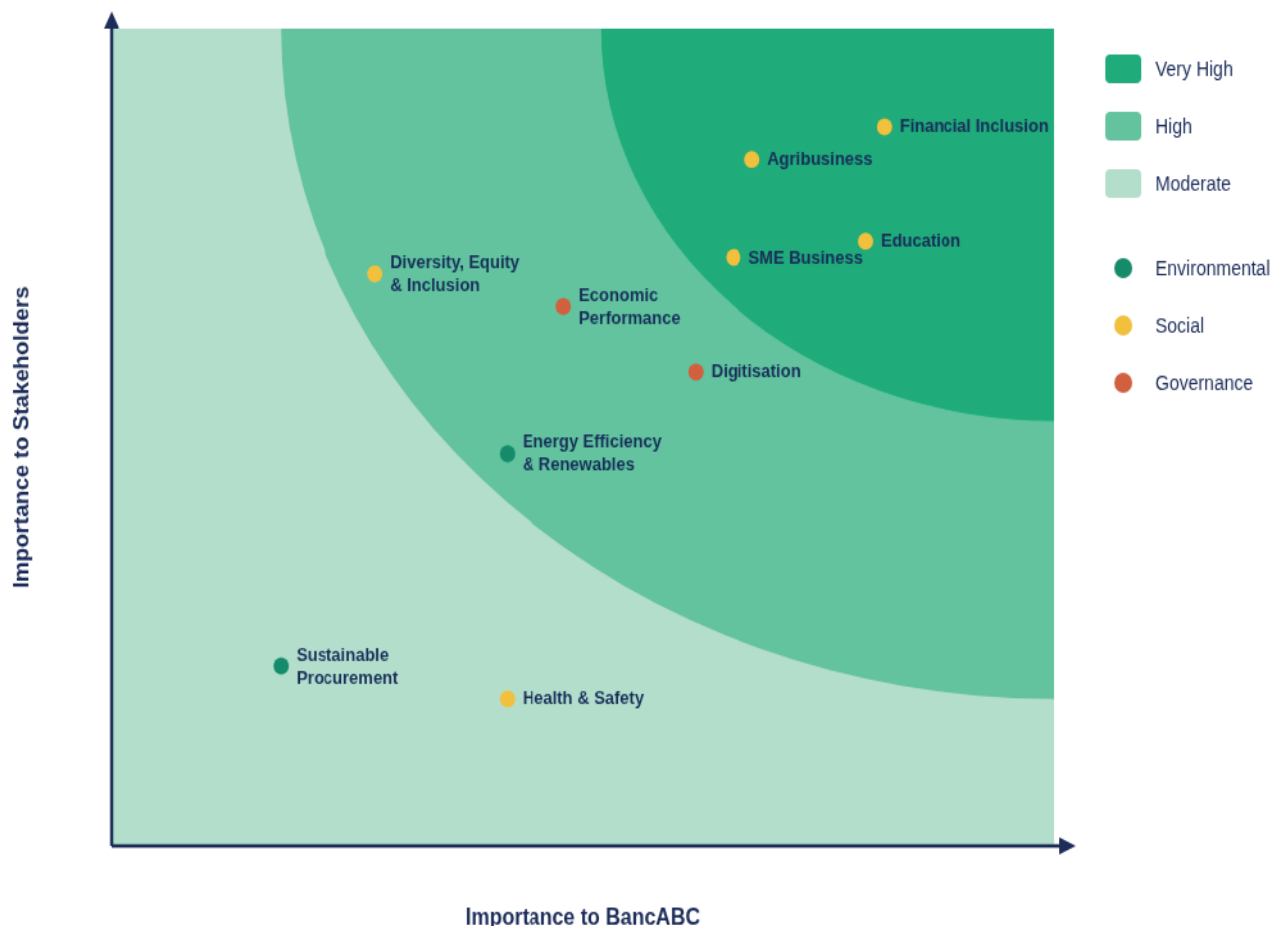 Importance to Stakeholders
Financial Inclusion
Agribusiness
Education
SME Business
Diversity, Equity
& Inclusion
Economic
Performance
Digitisation
Energy Efficiency
& Renewables
Sustainable
Procurement
Health & Safety
Importance to BancABC
Very High
High
Moderate
Environmental
Social
Governance